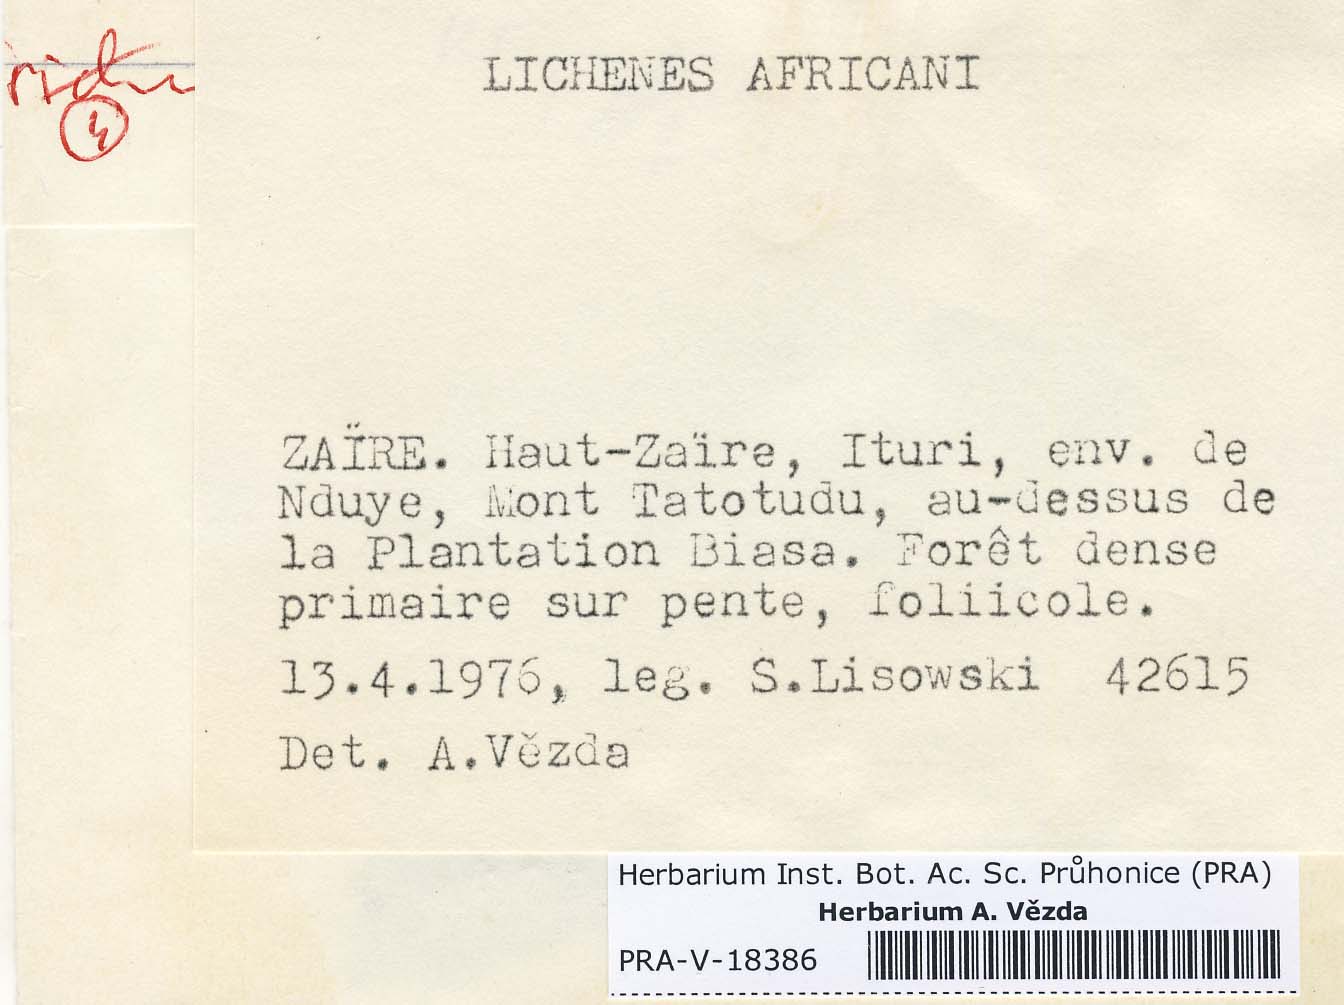 LICHENES AFRICANI
ZAÏRE. Haut-Zaïre, Ituri, env. de
Nduye, Mont Tatotudu, au-dessus de
la Plantation Biasa. Forêt dense
primaire sur pente, foliicole.
13.4.1976, leg. S.Lisowski 42615
Det. A.Vězda
Herbarium Inst. Bot. Ac. Sc. Průhonice (PRA)
Herbarium A. Vězda
PRA-V-18386